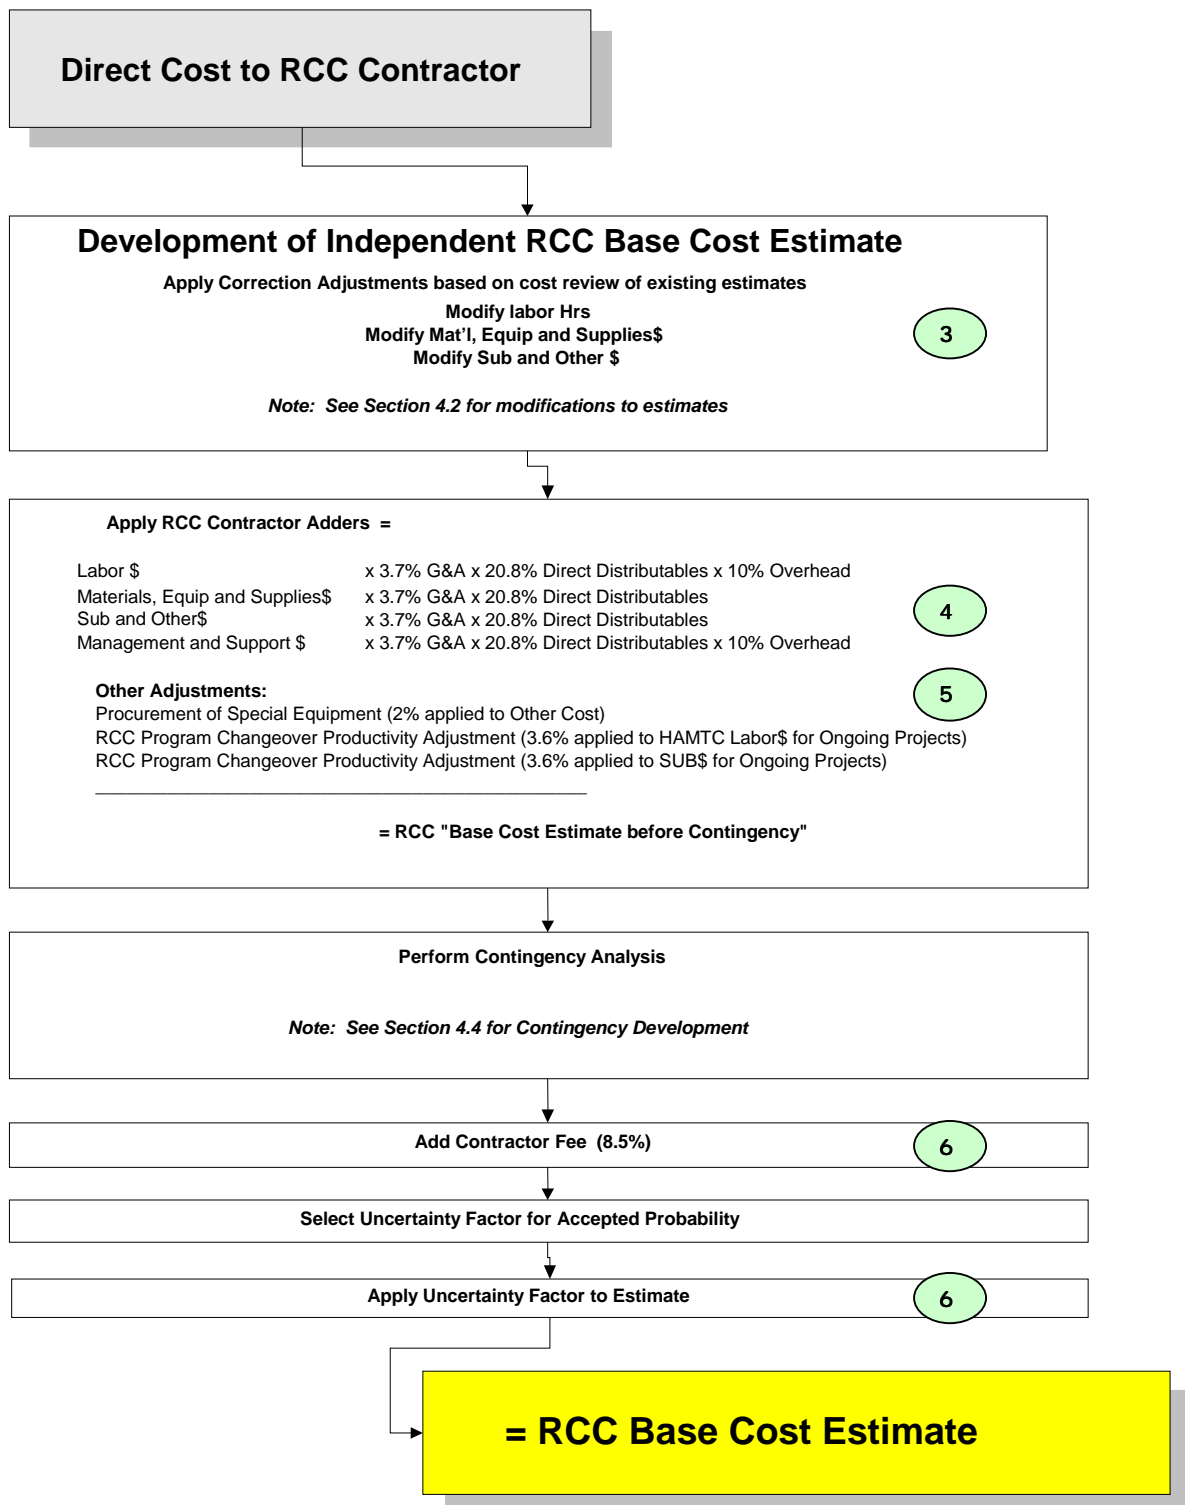 Direct Cost to RCC Contractor
Development of Independent RCC Base Cost Estimate
Apply Correction Adjustments based on cost review of existing estimates
Modify labor Hrs
Modify Mat'l, Equip and Supplies$
Modify Sub and Other $
3
Note:  See Section 4.2 for modifications to estimates
Apply RCC Contractor Adders  =
Labor $ x 3.7% G&A x 20.8% Direct Distributables x 10% Overhead
Materials, Equip and Supplies$ x 3.7% G&A x 20.8% Direct Distributables
Sub and Other$ x 3.7% G&A x 20.8% Direct Distributables
Management and Support $ x 3.7% G&A x 20.8% Direct Distributables x 10% Overhead
4
Other Adjustments:
5
Procurement of Special Equipment (2% applied to Other Cost)
RCC Program Changeover Productivity Adjustment (3.6% applied to HAMTC Labor$ for Ongoing Projects)
RCC Program Changeover Productivity Adjustment (3.6% applied to SUB$ for Ongoing Projects)
= RCC "Base Cost Estimate before Contingency"
Perform Contingency Analysis
Note:  See Section 4.4 for Contingency Development
Add Contractor Fee  (8.5%)
6
Select Uncertainty Factor for Accepted Probability
Apply Uncertainty Factor to Estimate
6
= RCC Base Cost Estimate